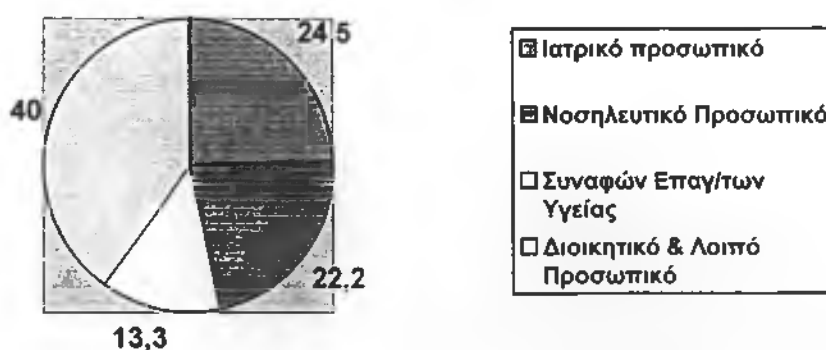 24,5
40
22,2
13,3
Ιατρικό προσωπικό
Νοσηλευτικό Προσωπικό
Συναφών Επαγ/των
Υγείας
Διοικητικό & Λοιπό
Προσωπικό